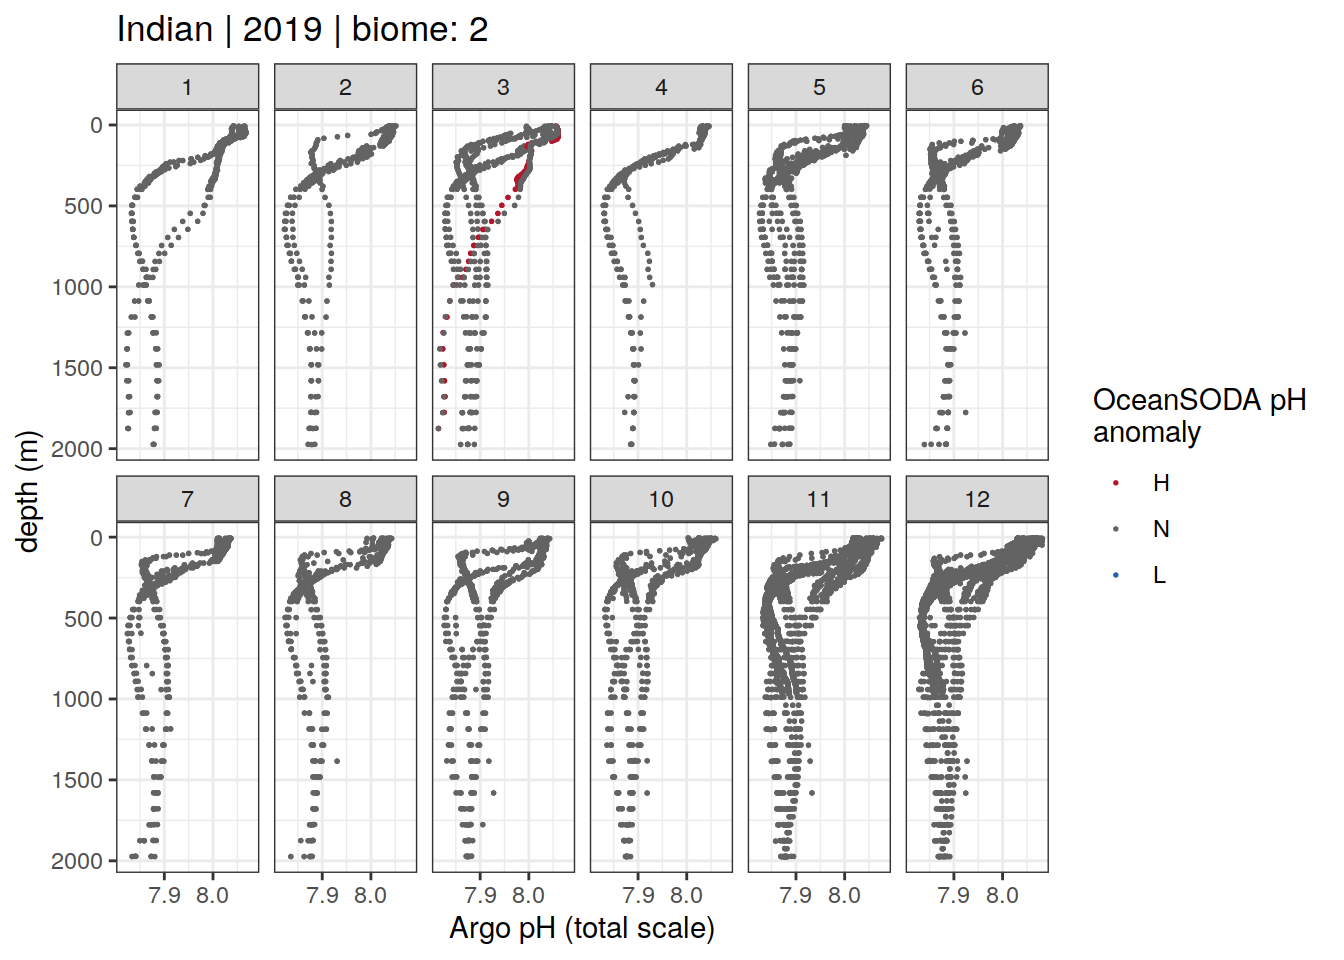 Indian | 2019 | biome: 2
1 2 3 4 5 6
0
500
1000
1500
2000
7 8 9 10 11 12
0
500
1000
1500
2000
7.9 8.0 7.9 8.0 7.9 8.0 7.9 8.0 7.9 8.0 7.9 8.0
Argo pH (total scale)
depth (m)
OceanSODA pH
anomaly
H
N
L